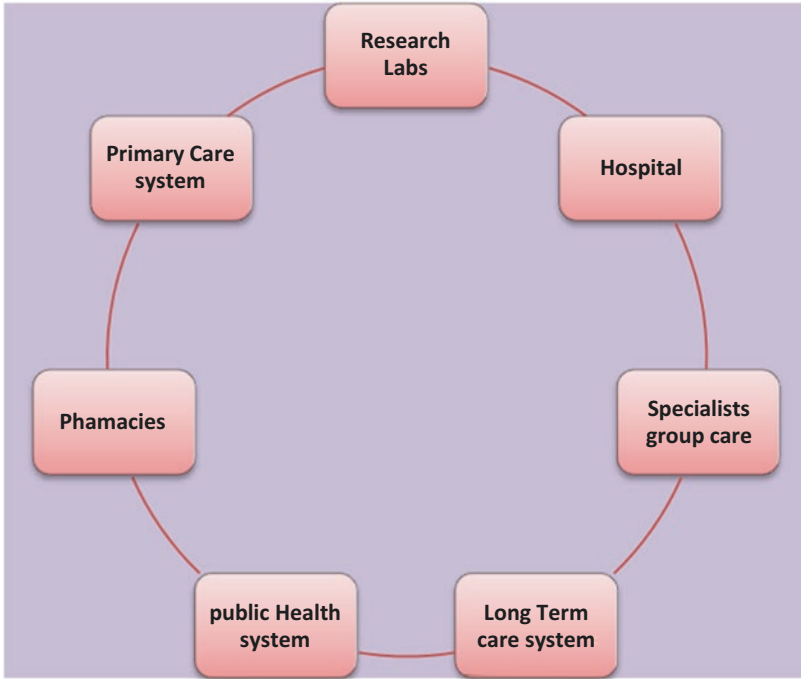 Research
Labs
Hospital
Specialists
group care
Long Term
care system
public Health
system
Phamacies
Primary Care
system